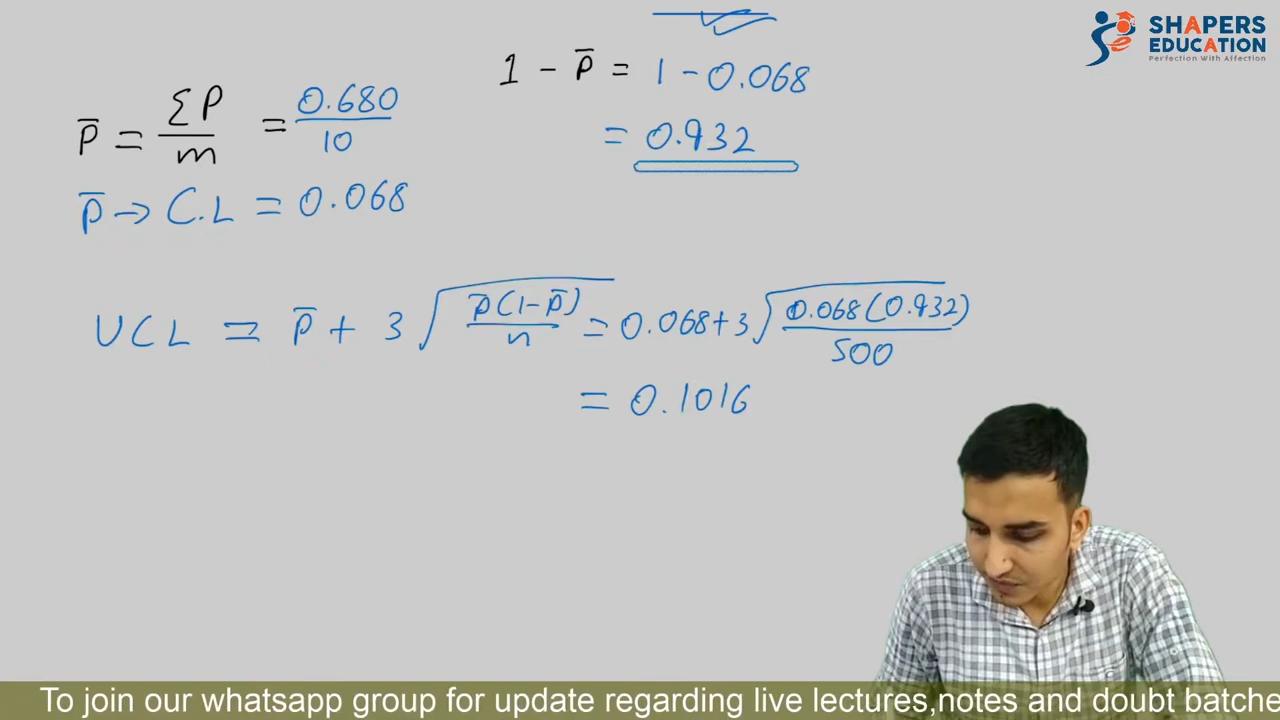 SHAPERS
EDUCATION
Perfection With Affection
1 - p̄ = 1 - 0.068
= 0.932
p̄ = ΣP/m = 0.680/10
p̄ → C.L = 0.068
UCL = p̄ + 3√(p̄(1-p̄)/n) = 0.068+3√(0.068(0.932)/500)
= 0.1016
To join our whatsapp group for update regarding live lectures,notes and doubt batche